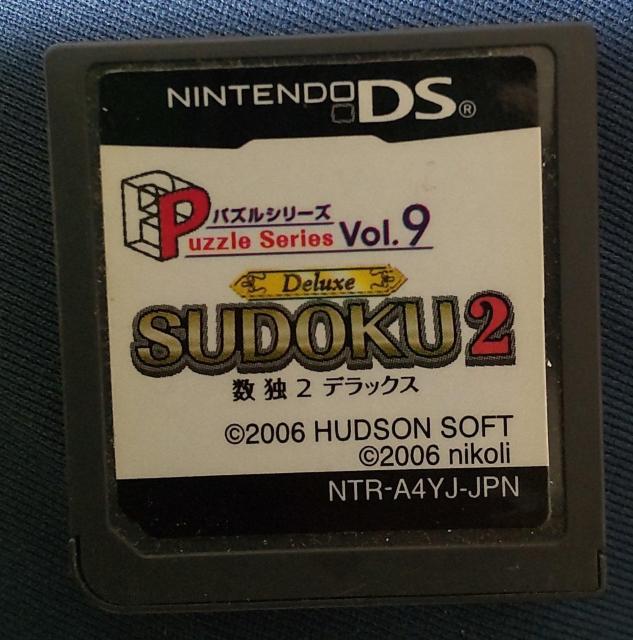 NINTENDO DS®
パズルシリーズ
Puzzle Series Vol.9
Deluxe
SUDOKU 2
数独2 デラックス
©2006 HUDSON SOFT
©2006 nikoli
NTR-A4YJ-JPN